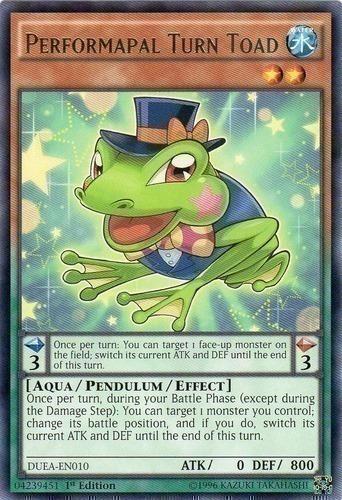 PERFORMAPAL TURN TOAD
WATER
水
3
Once per turn: You can target 1 face-up monster on
the field; switch its current ATK and DEF until the end
of this turn.
3
[AQUA / PENDULUM / EFFECT]
Once per turn, during your Battle Phase (except during
the Damage Step): You can target 1 monster you control;
change its battle position, and if you do, switch its
current ATK and DEF until the end of this turn.
DUEA-EN010
ATK/ 0 DEF/ 800
04239451 1st Edition
©1996 KAZUKI TAKAHASHI